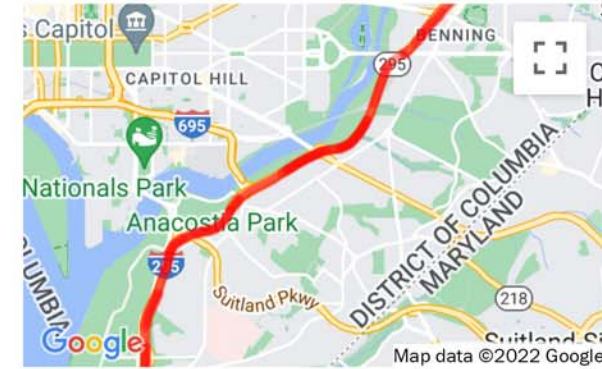 s Capitol
BENNING
295
CAPITOL HILL
695
Nationals Park
Anacostia Park
DISTRICT OF COLUMBIA
MARYLAND
295
Suitland Pkwy
218
UMBIA
Google
Map data ©2022 Google